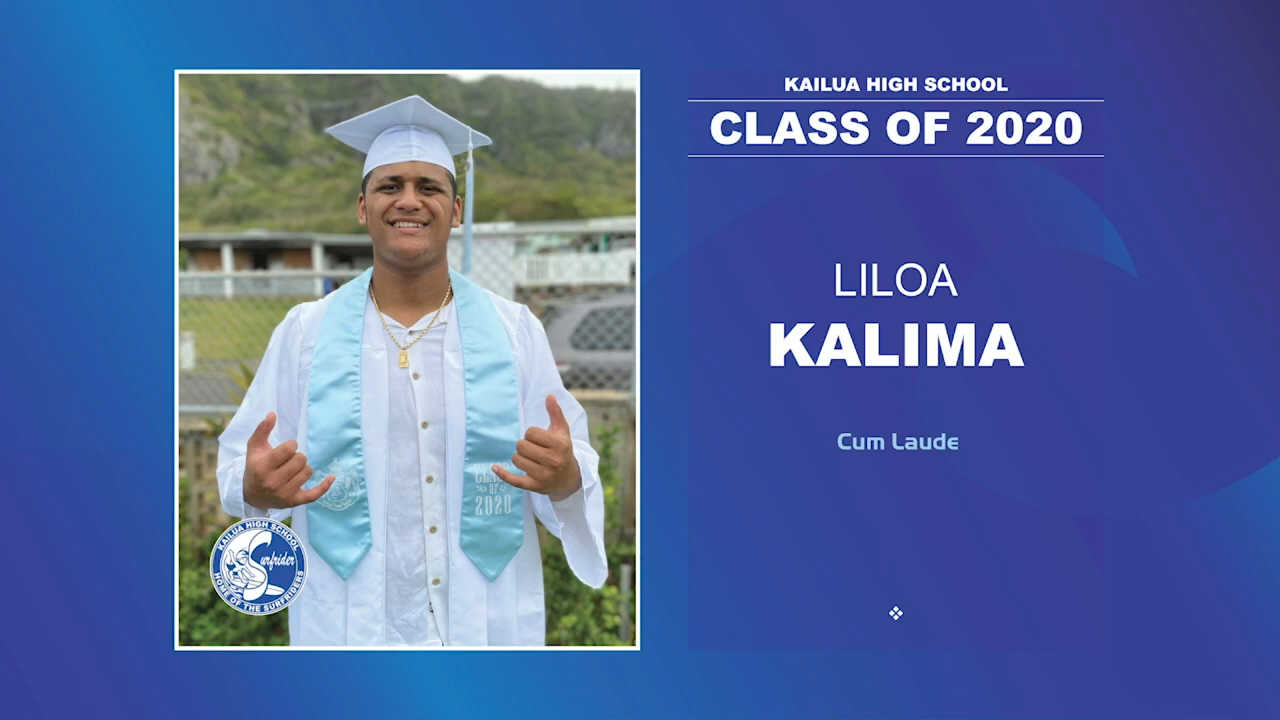 KAILUA HIGH SCHOOL
CLASS OF 2020
LILOA
KALIMA
Cum Laude
CLASS
OF
2020
KAILUA HIGH SCHOOL
Surfrider
HOME OF THE SURFRIDERS